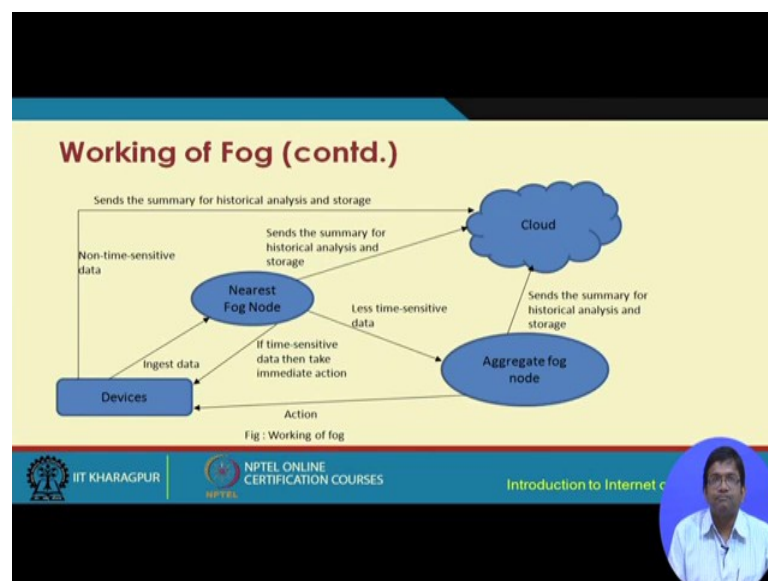 Working of Fog (contd.)
Sends the summary for historical analysis and storage
Cloud
Sends the summary for
historical analysis and
storage
Non-time-sensitive
data
Nearest
Fog Node
Less time-sensitive
data
Sends the summary for
historical analysis and
storage
If time-sensitive
data then take
immediate action
Ingest data
Aggregate fog
node
Devices
Action
Fig : Working of fog
IIT KHARAGPUR
NPTEL ONLINE
CERTIFICATION COURSES
NPTEL
Introduction to Internet